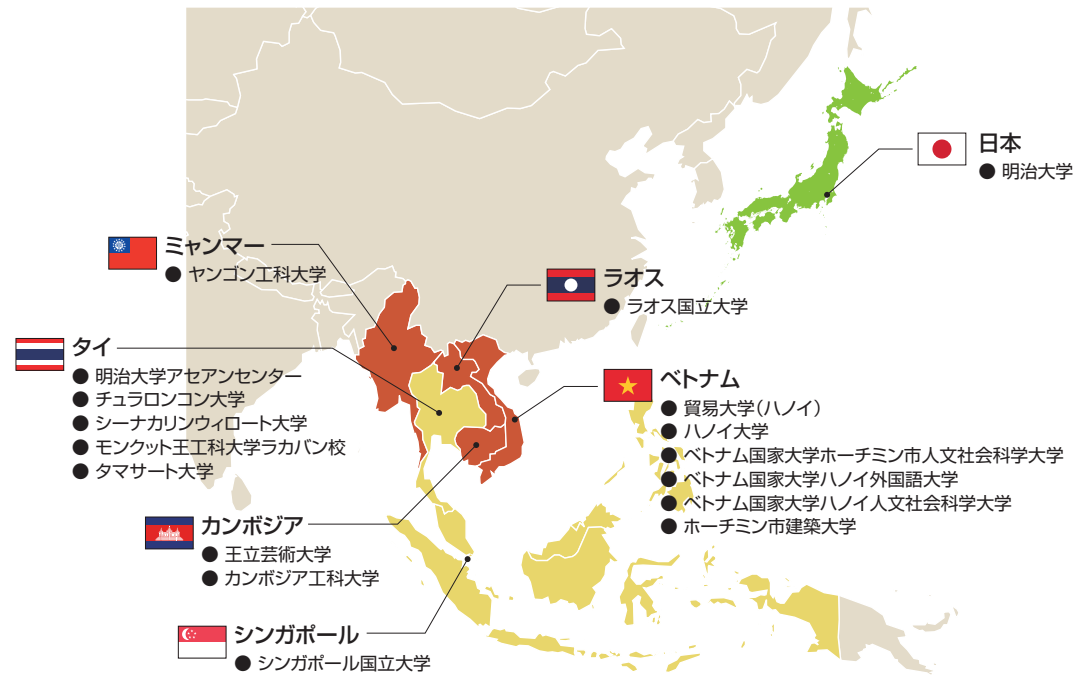 日本
● 明治大学
ミャンマー
● ヤンゴン工科大学
ラオス
● ラオス国立大学
タイ
● 明治大学アセアンセンター
● チュラロンコン大学
● シーナカリンウィロート大学
● モンクット王工科大学ラカバン校
● タマサート大学
ベトナム
● 貿易大学（ハノイ）
● ハノイ大学
● ベトナム国家大学ホーチミン市人文社会科学大学
● ベトナム国家大学ハノイ外国語大学
● ベトナム国家大学ハノイ人文社会科学大学
● ホーチミン市建築大学
カンボジア
● 王立芸術大学
● カンボジア工科大学
シンガポール
● シンガポール国立大学